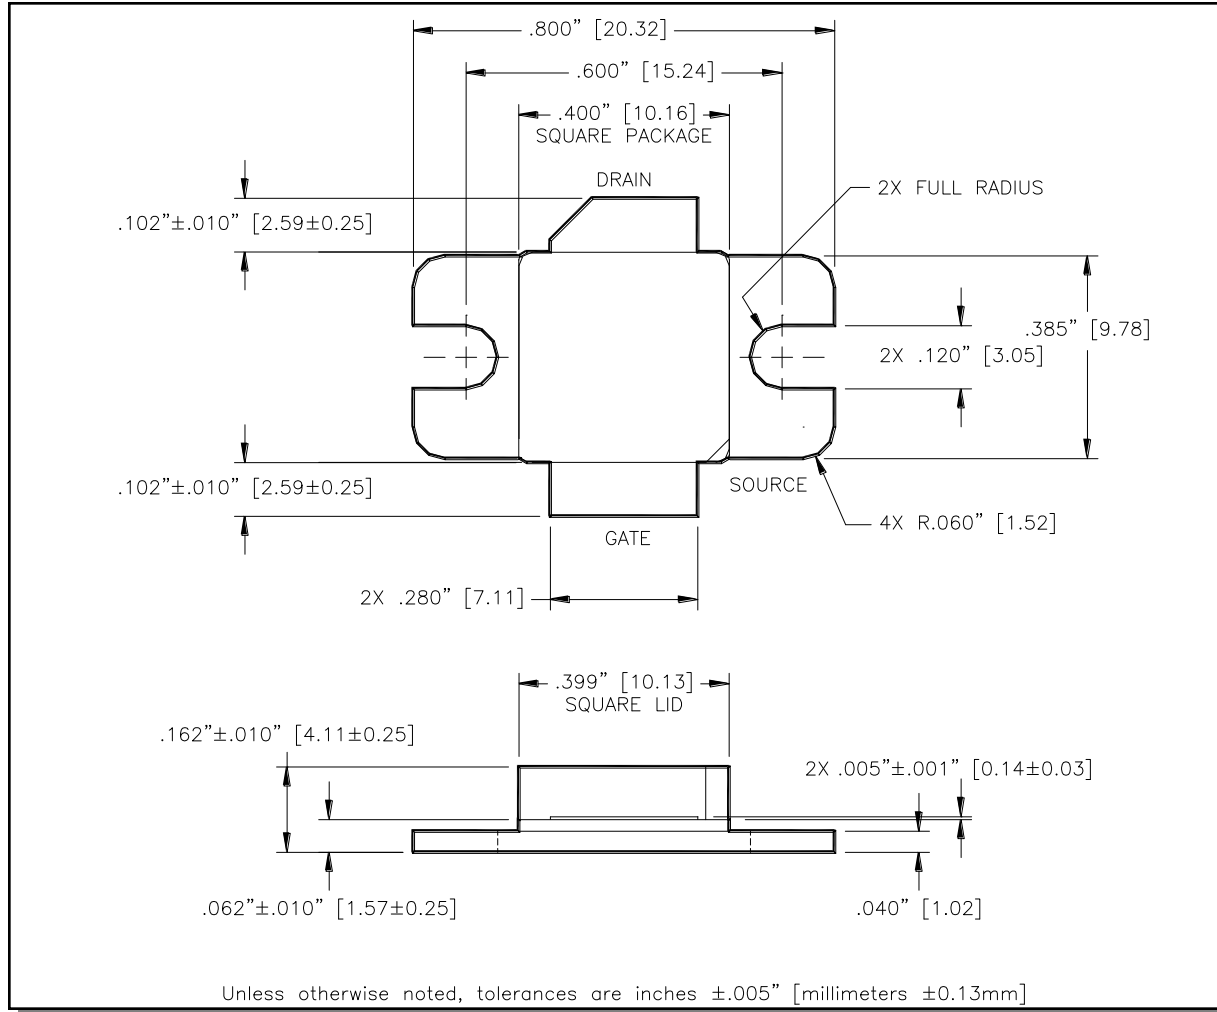 .800” [20.32]
.600” [15.24]
.400” [10.16]
SQUARE PACKAGE
DRAIN
2X FULL RADIUS
.102”±.010” [2.59±0.25]
.385” [9.78]
2X .120” [3.05]
.102”±.010” [2.59±0.25]
SOURCE
4X R.060” [1.52]
GATE
2X .280” [7.11]
.399” [10.13]
SQUARE LID
.162”±.010” [4.11±0.25]
2X .005”±.001” [0.14±0.03]
.062”±.010” [1.57±0.25]
.040” [1.02]
Unless otherwise noted, tolerances are inches ±.005” [millimeters ±0.13mm]